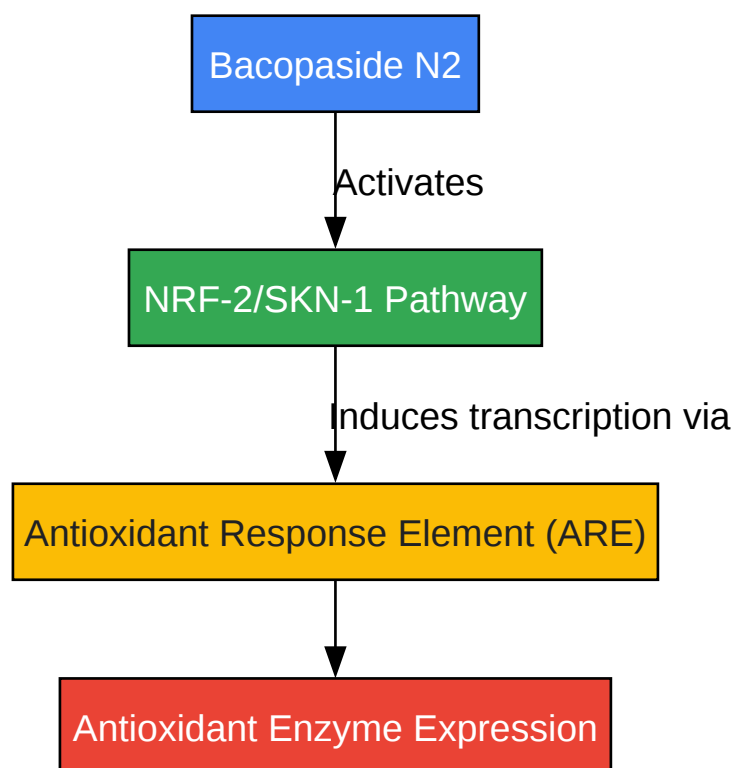 Bacopaside N2
Activates
NRF-2/SKN-1 Pathway
Induces transcription via
Antioxidant Response Element (ARE)
Antioxidant Enzyme Expression